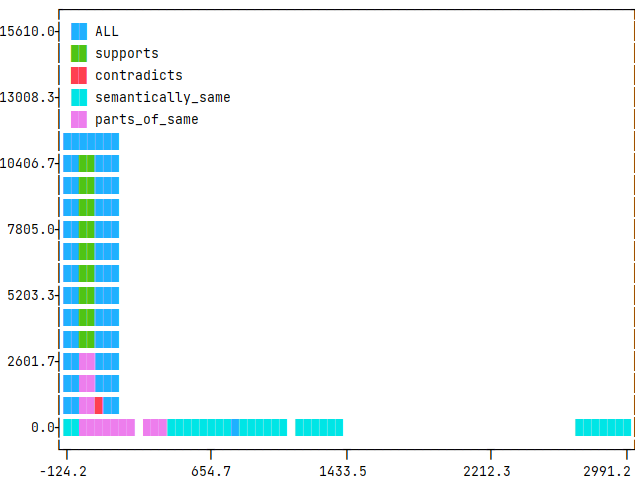 15610.0
ALL
supports
contradicts
13008.3
semantically_same
parts_of_same
10406.7
7805.0
5203.3
2601.7
0.0
-124.2 654.7 1433.5 2212.3 2991.2